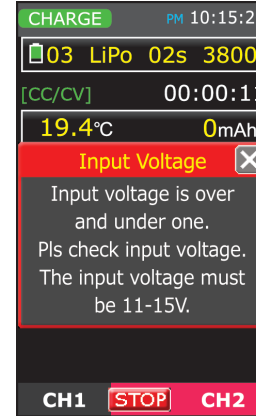 CHARGE PM 10:15:2
03 LiPo 02s 3800
[CC/CV] 00:00:11
19.4℃ 0mAh
Input Voltage X
Input voltage is over
and under one.
Pls check input voltage.
The input voltage must
be 11-15V.
CH1 STOP CH2